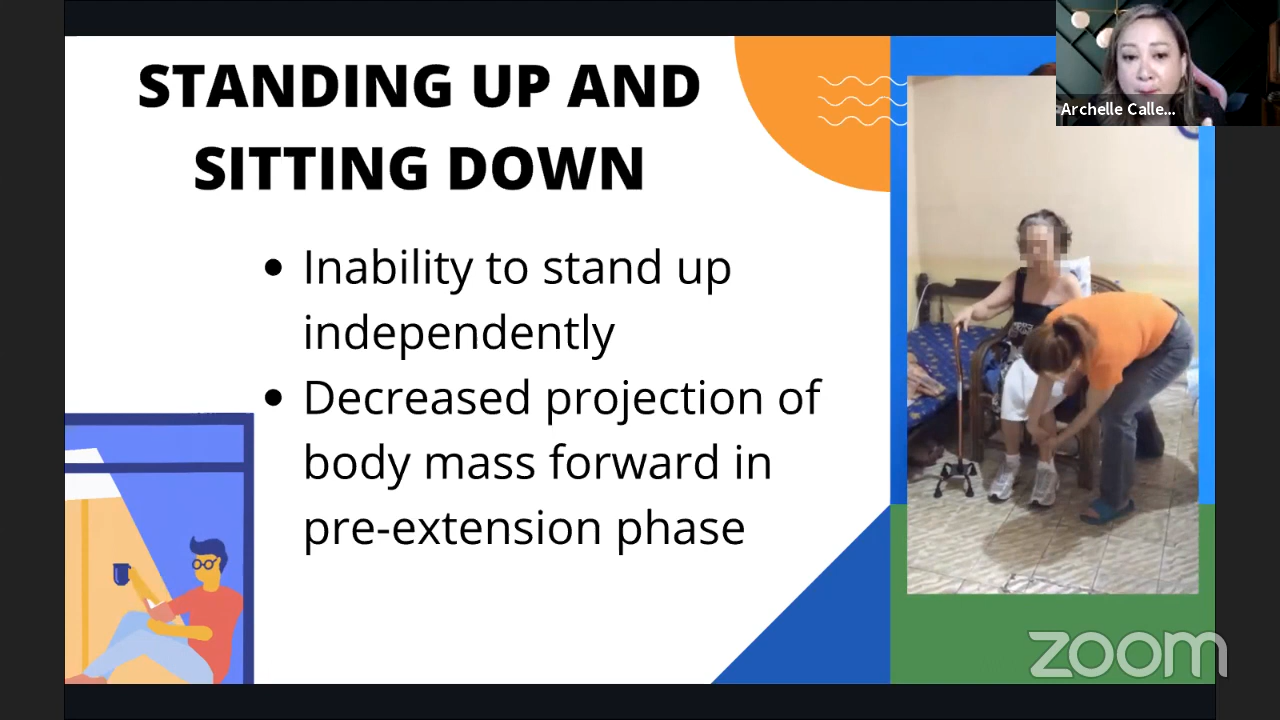 STANDING UP AND
SITTING DOWN
Archelle Calle...
• Inability to stand up
independently
• Decreased projection of
body mass forward in
pre-extension phase
zoom